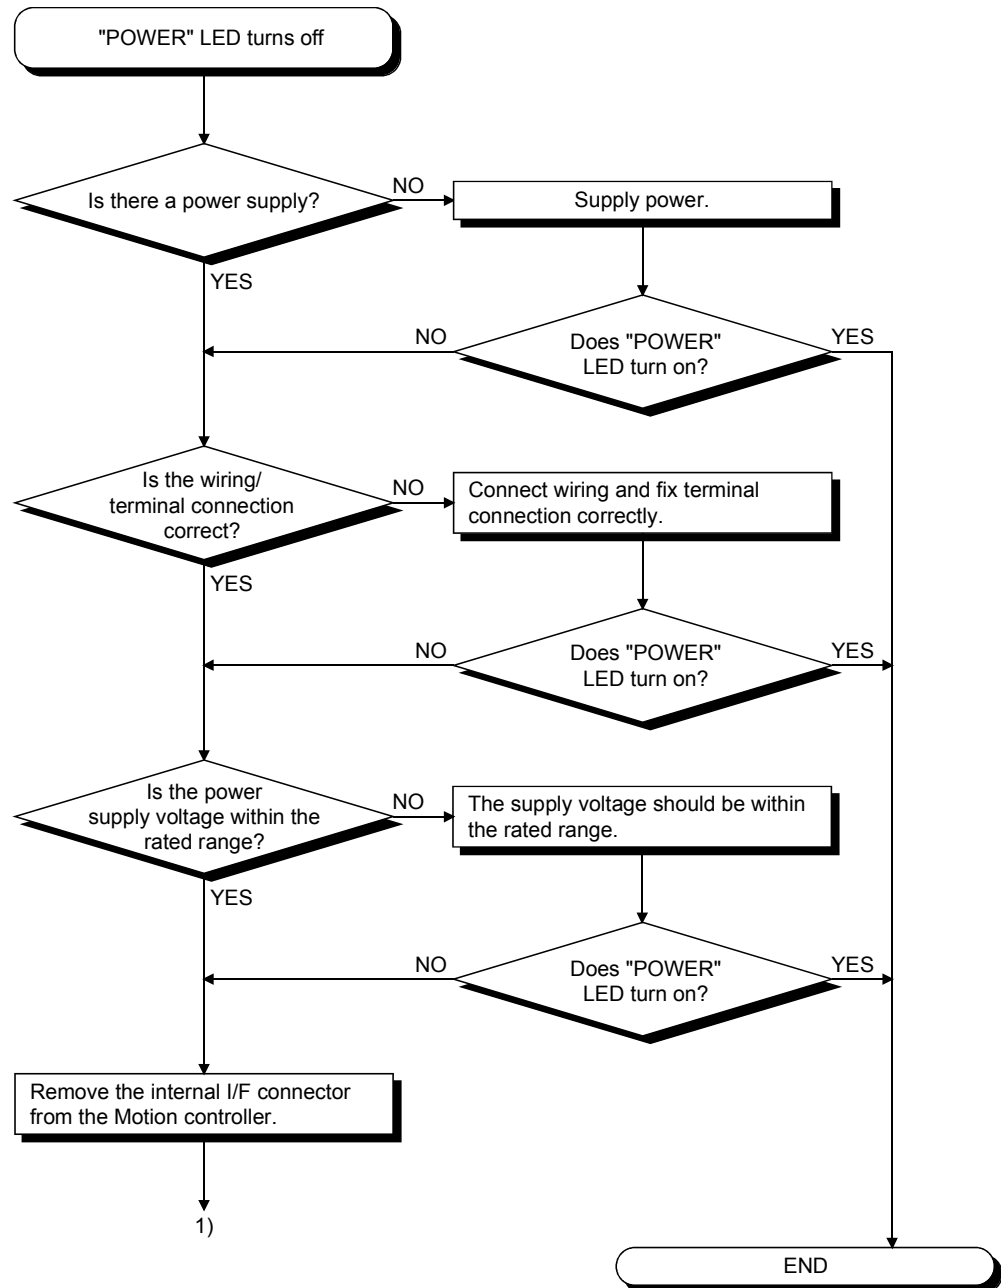 "POWER" LED turns off
Is there a power supply?
NO
Supply power.
YES
NO
Does "POWER"
LED turn on?
YES
Is the wiring/
terminal connection
correct?
NO
Connect wiring and fix terminal
connection correctly.
YES
NO
Does "POWER"
LED turn on?
YES
Is the power
supply voltage within the
rated range?
NO
The supply voltage should be within
the rated range.
YES
NO
Does "POWER"
LED turn on?
YES
Remove the internal I/F connector
from the Motion controller.
1)
END